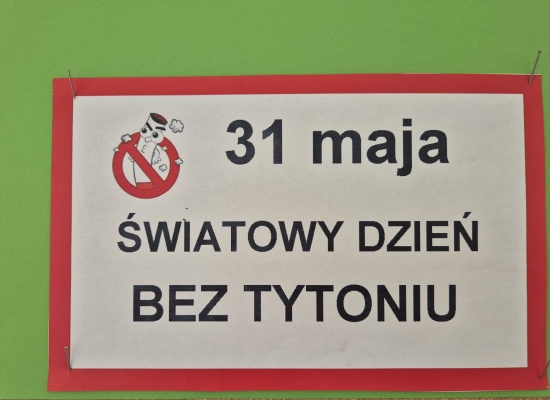 31 maja
ŚWIATOWY DZIEŃ
BEZ TYTONIU